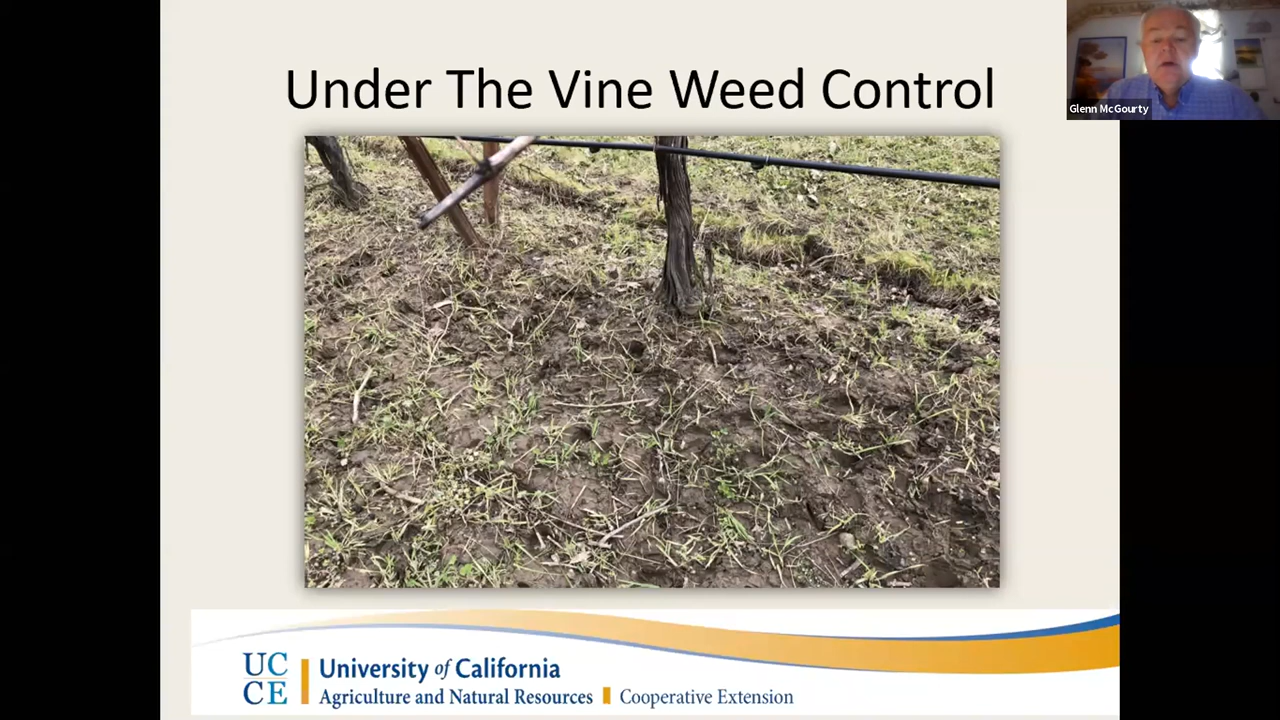 Under The Vine Weed Control
Glenn McGourty
UC
CE
University of California
Agriculture and Natural Resources
Cooperative Extension